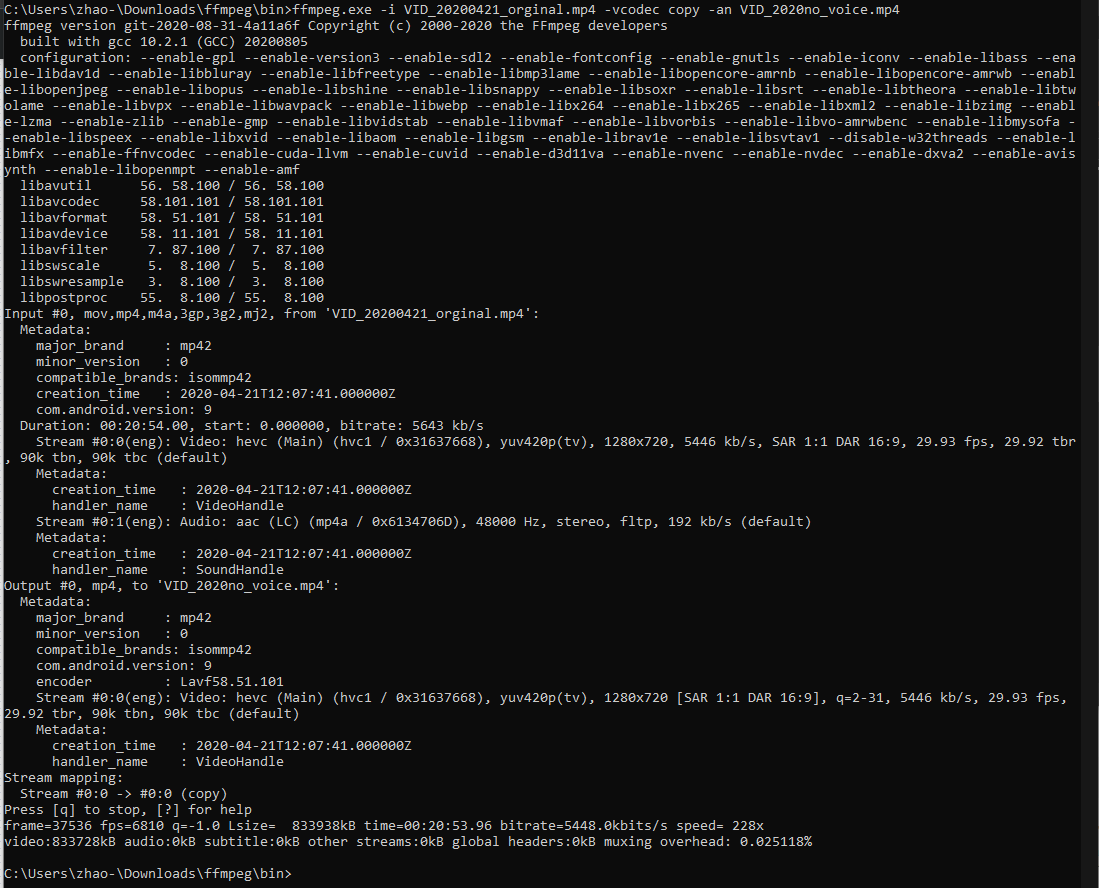 C:\Users\zhao-\Downloads\ffmpeg\bin>ffmpeg.exe -i VID_20200421_orginal.mp4 -vcodec copy -an VID_2020no_voice.mp4
ffmpeg version git-2020-08-31-4a11a6f Copyright (c) 2000-2020 the FFmpeg developers
  built with gcc 10.2.1 (GCC) 20200805
  configuration: --enable-gpl --enable-version3 --enable-sdl2 --enable-fontconfig --enable-gnutls --enable-iconv --enable-libass --ena
ble-libdav1d --enable-libbluray --enable-libfreetype --enable-libmp3lame --enable-libopencore-amrnb --enable-libopencore-amrwb --enabl
e-libopenjpeg --enable-libopus --enable-libshine --enable-libsnappy --enable-libsoxr --enable-libsrt --enable-libtheora --enable-libtw
olame --enable-libvpx --enable-libwavpack --enable-libwebp --enable-libx264 --enable-libx265 --enable-libxml2 --enable-libzimg --enabl
e-lzma --enable-zlib --enable-gmp --enable-libvidstab --enable-libvmaf --enable-libvorbis --enable-libvo-amrwbenc --enable-libmysofa -
-enable-libspeex --enable-libxvid --enable-libaom --enable-libgsm --enable-librav1e --enable-libsvtav1 --disable-w32threads --enable-l
ibmfx --enable-ffnvcodec --enable-cuda-llvm --enable-cuvid --enable-d3d11va --enable-nvenc --enable-nvdec --enable-dxva2 --enable-avis
ynth --enable-libopenmpt --enable-amf
  libavutil      56. 58.100 / 56. 58.100
  libavcodec     58.101.101 / 58.101.101
  libavformat    58. 51.101 / 58. 51.101
  libavdevice    58. 11.101 / 58. 11.101
  libavfilter     7. 87.100 /  7. 87.100
  libswscale      5.  8.100 /  5.  8.100
  libswresample   3.  8.100 /  3.  8.100
  libpostproc    55.  8.100 / 55.  8.100
Input #0, mov,mp4,m4a,3gp,3g2,mj2, from 'VID_20200421_orginal.mp4':
  Metadata:
    major_brand     : mp42
    minor_version   : 0
    compatible_brands: isommp42
    creation_time   : 2020-04-21T12:07:41.000000Z
    com.android.version: 9
  Duration: 00:20:54.00, start: 0.000000, bitrate: 5643 kb/s
    Stream #0:0(eng): Video: hevc (Main) (hvc1 / 0x31637668), yuv420p(tv), 1280x720, 5446 kb/s, SAR 1:1 DAR 16:9, 29.93 fps, 29.92 tbr
, 90k tbn, 90k tbc (default)
    Metadata:
      creation_time   : 2020-04-21T12:07:41.000000Z
      handler_name    : VideoHandle
    Stream #0:1(eng): Audio: aac (LC) (mp4a / 0x6134706D), 48000 Hz, stereo, fltp, 192 kb/s (default)
    Metadata:
      creation_time   : 2020-04-21T12:07:41.000000Z
      handler_name    : SoundHandle
Output #0, mp4, to 'VID_2020no_voice.mp4':
  Metadata:
    major_brand     : mp42
    minor_version   : 0
    compatible_brands: isommp42
    com.android.version: 9
    encoder         : Lavf58.51.101
    Stream #0:0(eng): Video: hevc (Main) (hvc1 / 0x31637668), yuv420p(tv), 1280x720 [SAR 1:1 DAR 16:9], q=2-31, 5446 kb/s, 29.93 fps,
29.92 tbr, 90k tbn, 90k tbc (default)
    Metadata:
      creation_time   : 2020-04-21T12:07:41.000000Z
      handler_name    : VideoHandle
Stream mapping:
  Stream #0:0 -> #0:0 (copy)
Press [q] to stop, [?] for help
frame=37536 fps=6810 q=-1.0 Lsize=  833938kB time=00:20:53.96 bitrate=5448.0kbits/s speed= 228x
video:833728kB audio:0kB subtitle:0kB other streams:0kB global headers:0kB muxing overhead: 0.025118%
C:\Users\zhao-\Downloads\ffmpeg\bin>